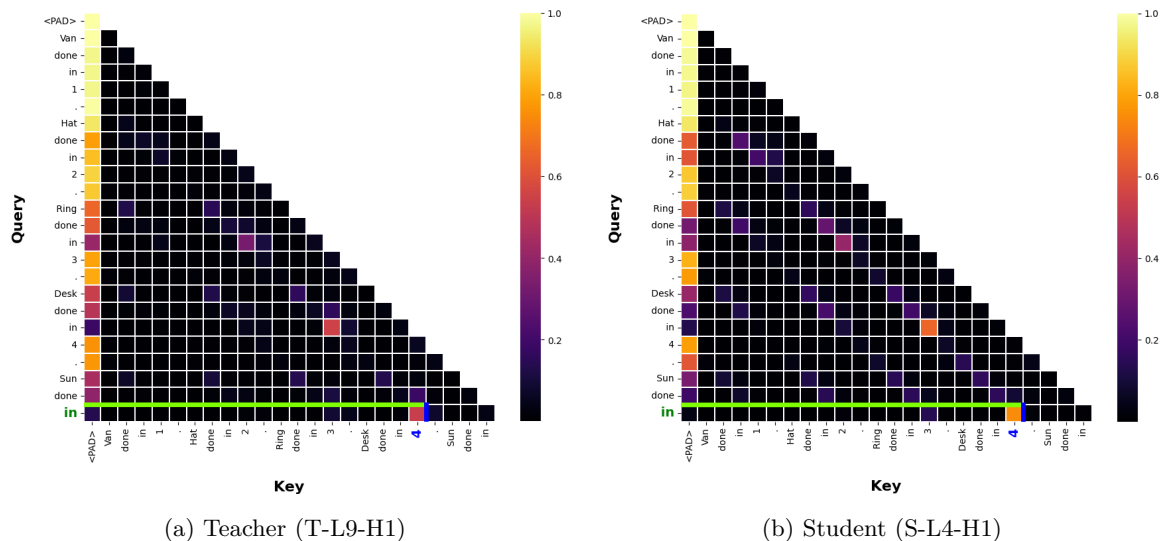 <PAD>
Van
done
in
1
.
Hat
done
in
2
.
Ring
done
in
3
.
Desk
done
in
4
.
Sun
done
in
Query
<PAD>
Van
done
in
1
.
Hat
done
in
2
.
Ring
done
in
3
.
Desk
done
in
4
.
Sun
done
in
Key
1.0
0.8
0.6
0.4
0.2
(a) Teacher (T-L9-H1)
<PAD>
Van
done
in
1
.
Hat
done
in
2
.
Ring
done
in
3
.
Desk
done
in
4
.
Sun
done
in
Query
<PAD>
Van
done
in
1
.
Hat
done
in
2
.
Ring
done
in
3
.
Desk
done
in
4
.
Sun
done
in
Key
1.0
0.8
0.6
0.4
0.2
(b) Student (S-L4-H1)